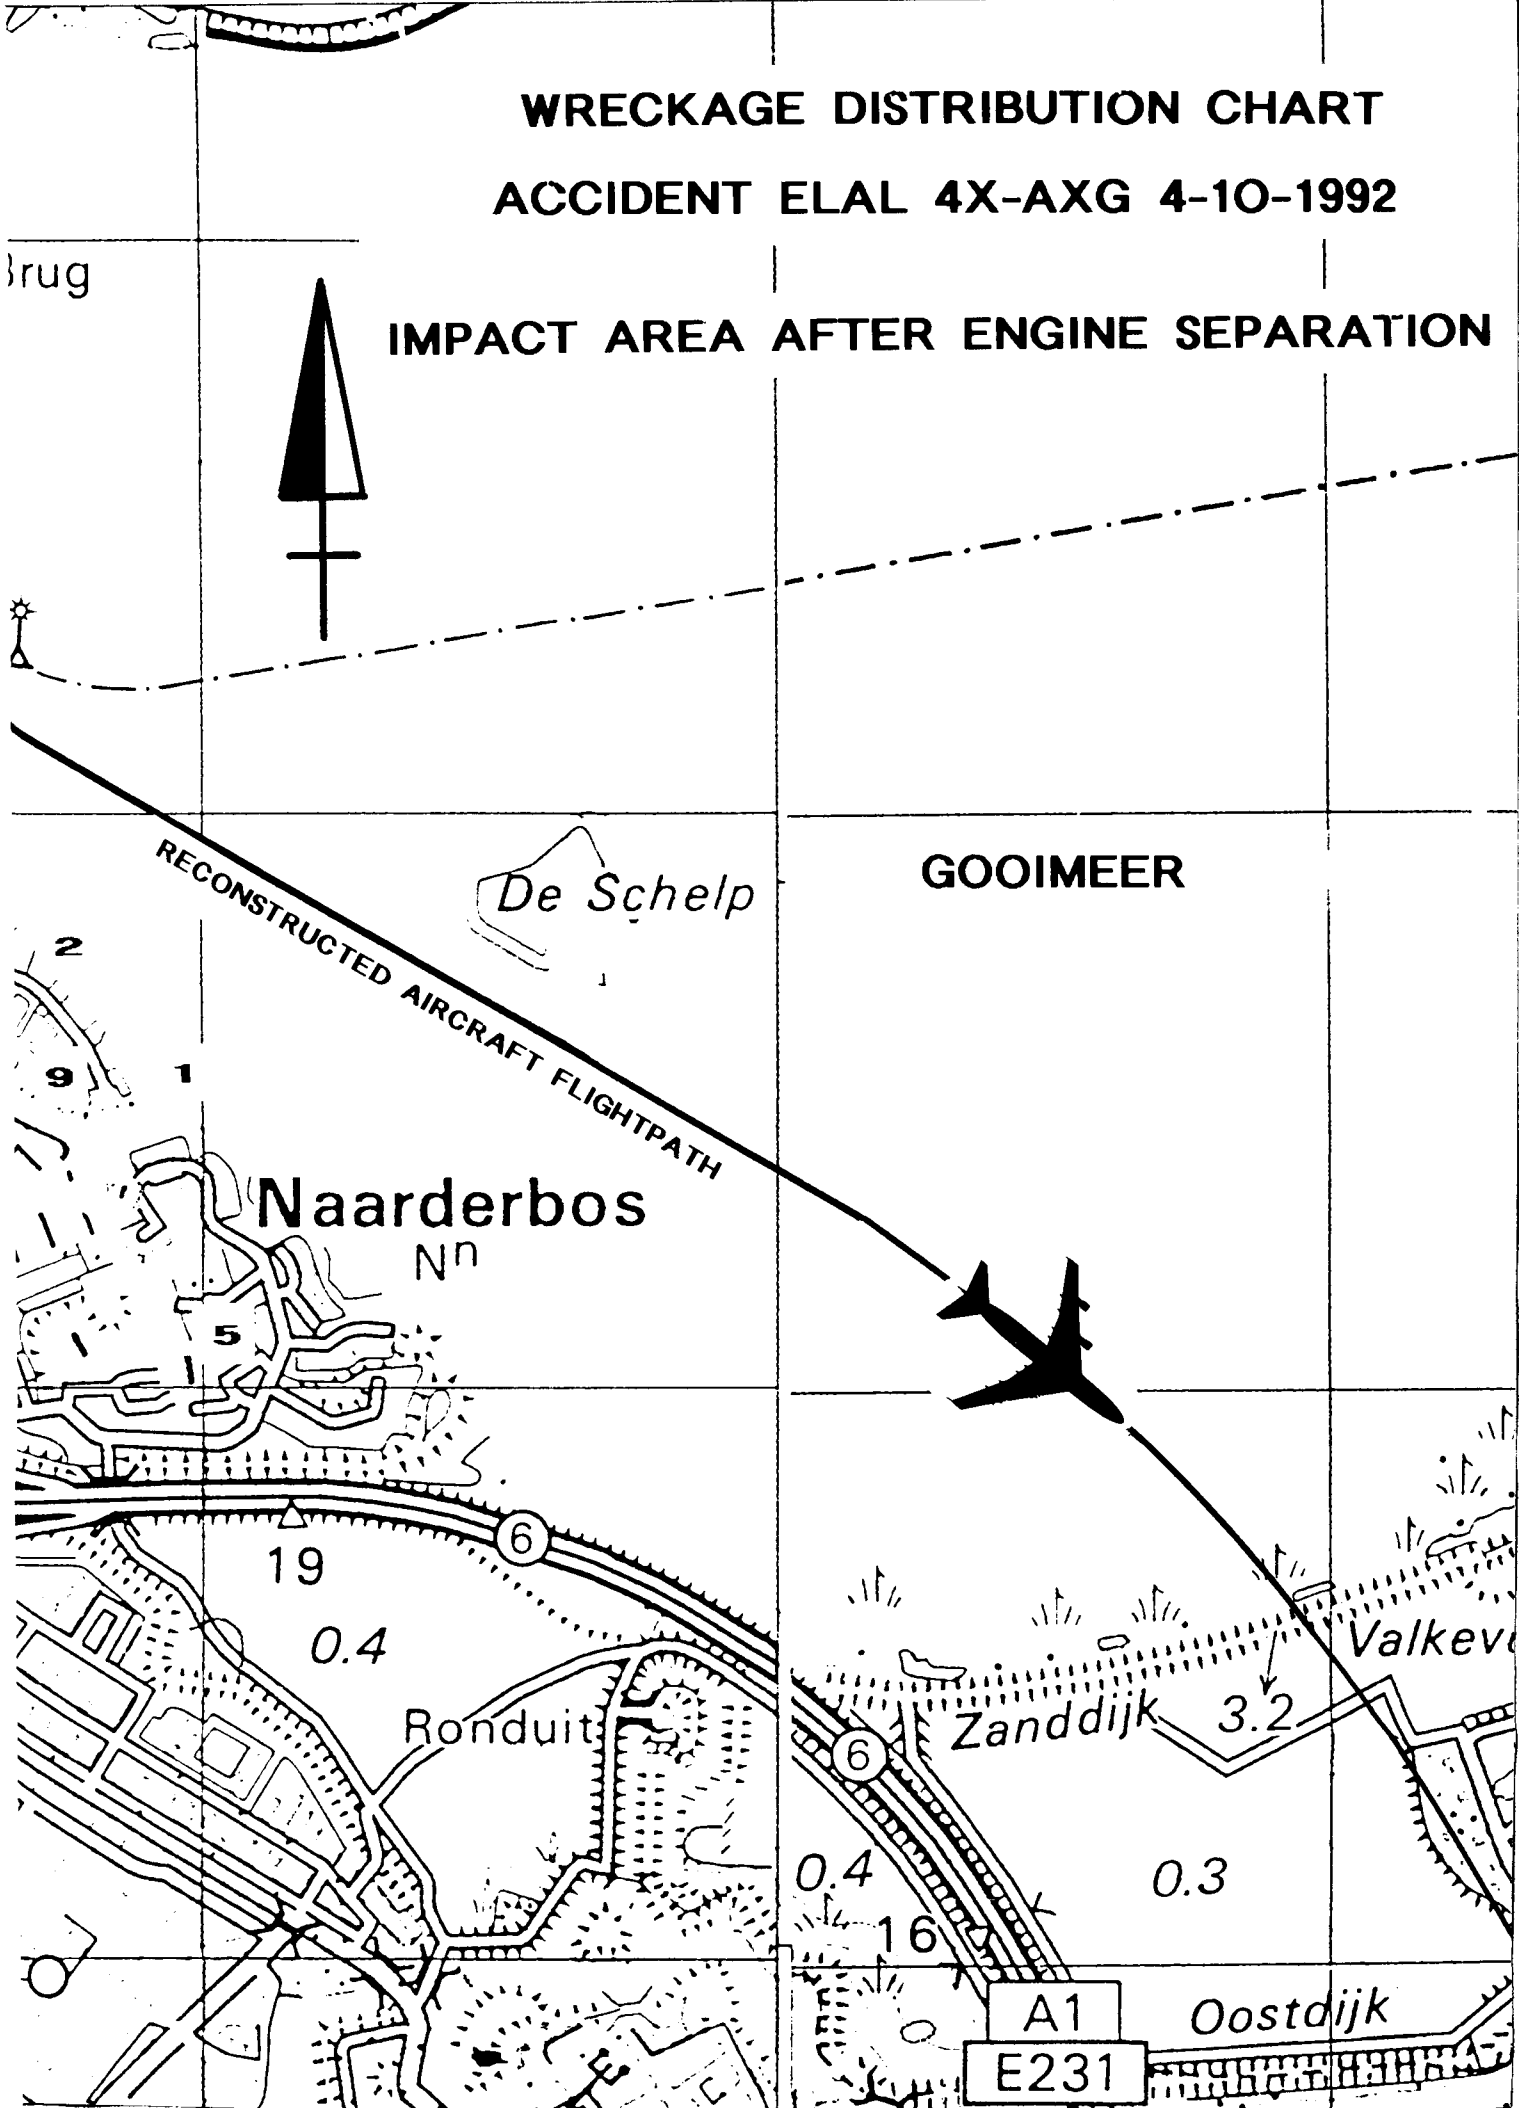 WRECKAGE DISTRIBUTION CHART
ACCIDENT ELAL 4X-AXG 4-10-1992
IMPACT AREA AFTER ENGINE SEPARATION
rug
De Schelp
GOOIMEER
RECONSTRUCTED AIRCRAFT FLIGHTPATH
2
9
1
Naarderbos
Nn
5
6
19
0.4
Valkev
Ronduit
Zanddijk
3.2
6
0.4
0.3
16
A1
Oostdijk
E231